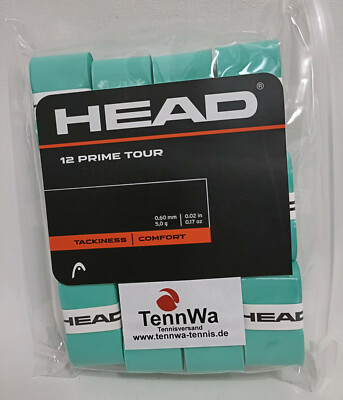 HEAD®
12 PRIME TOUR
0,60 mm | 0.02 in
5,0 g | 0.17 oz
TACKINESS | COMFORT
TennWa
Tennisversand
www.tennwa-tennis.de
HEAD
HEAD